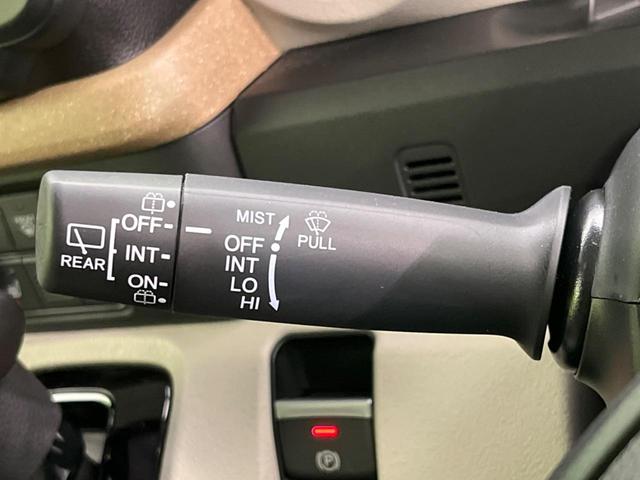 OFF-
INT-
ON-
REAR
MIST
OFF
INT
LO
HI
PULL
P